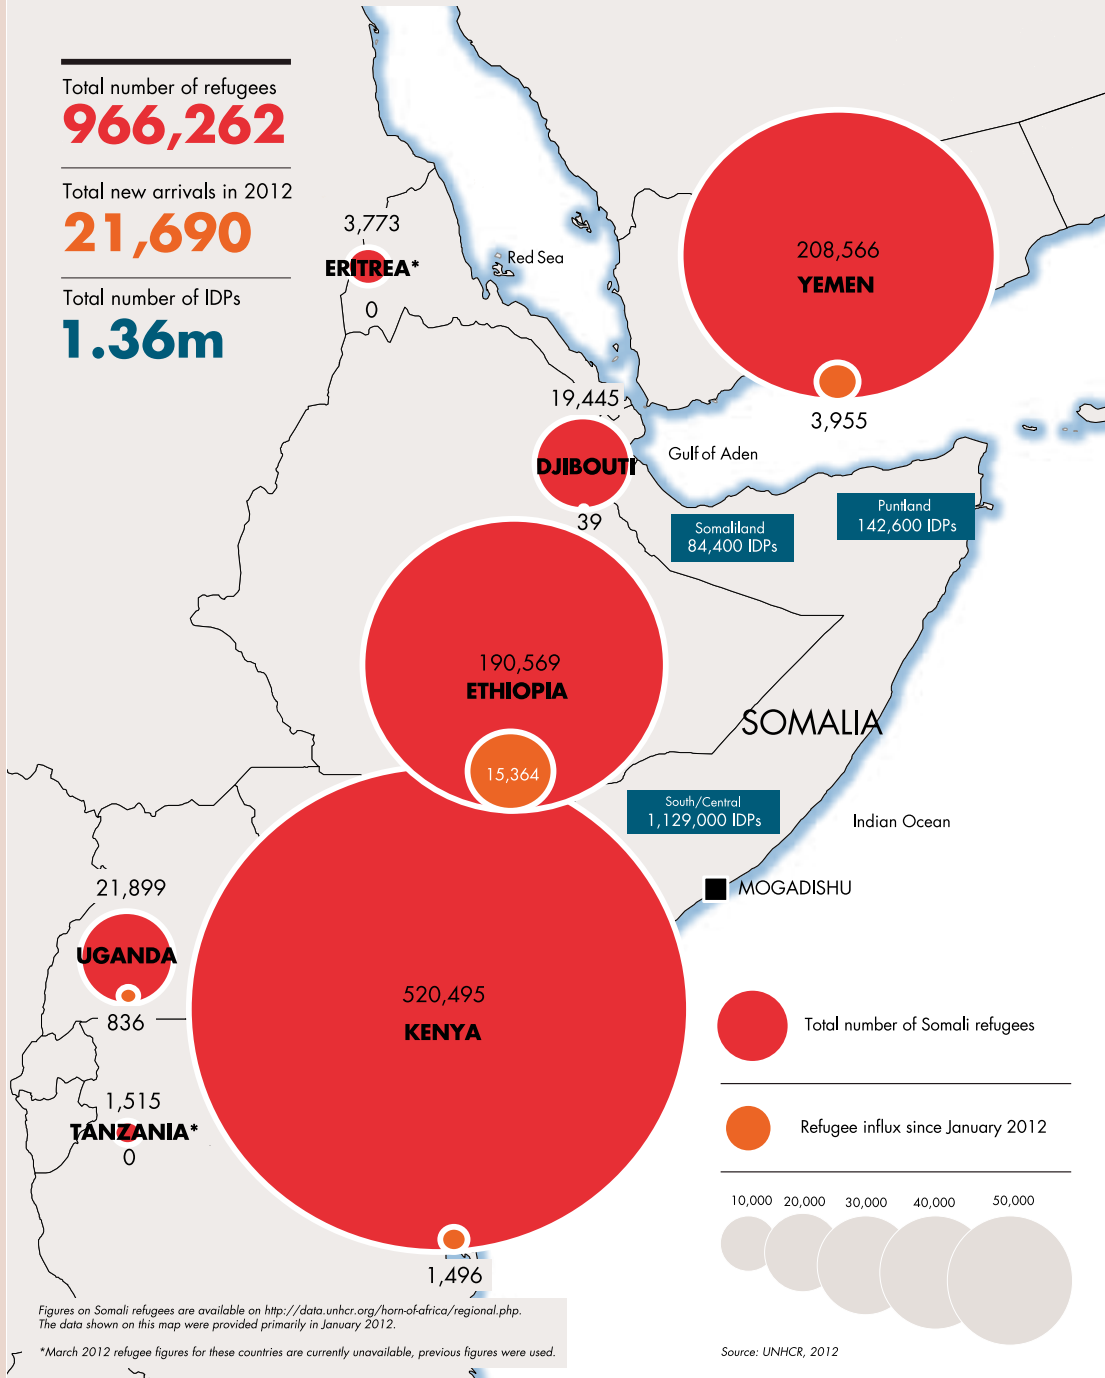 Total number of refugees
966,262
Total new arrivals in 2012
21,690
Total number of IDPs
1.36m
3,773
ERITREA*
0
Red Sea
208,566
YEMEN
3,955
19,445
DJIBOUTI
39
Gulf of Aden
Puntland
142,600 IDPs
Somaliland
84,400 IDPs
190,569
ETHIOPIA
15,364
SOMALIA
South/Central
1,129,000 IDPs
Indian Ocean
MOGADISHU
21,899
UGANDA
836
520,495
KENYA
1,496
1,515
TANZANIA*
0
Total number of Somali refugees
Refugee influx since January 2012
10,000 20,000 30,000 40,000 50,000
Figures on Somali refugees are available on http://data.unhcr.org/horn-of-africa/regional.php.
The data shown on this map were provided primarily in January 2012.
*March 2012 refugee figures for these countries are currently unavailable, previous figures were used.
Source: UNHCR, 2012